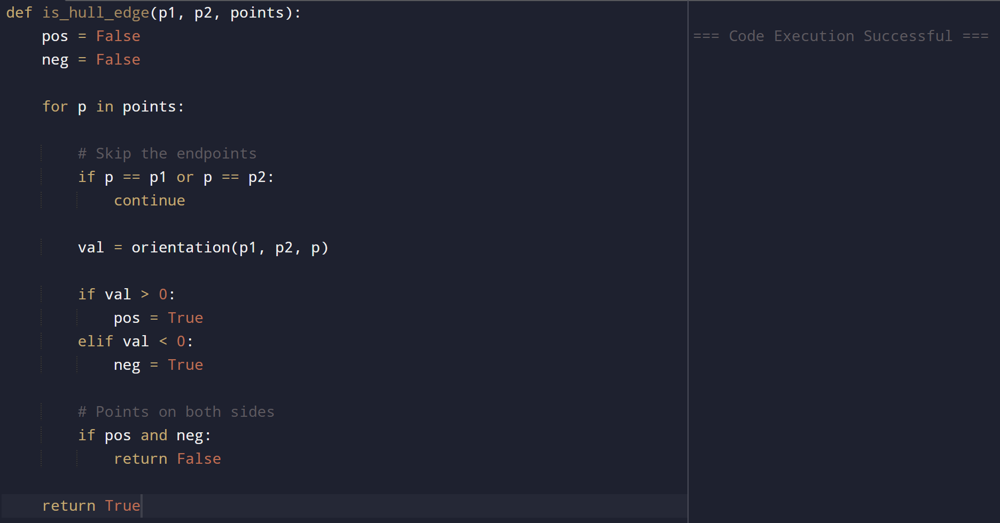 def is_hull_edge(p1, p2, points):
    pos = False
    neg = False

    for p in points:

        # Skip the endpoints
        if p == p1 or p == p2:
            continue

        val = orientation(p1, p2, p)

        if val > 0:
            pos = True
        elif val < 0:
            neg = True

        # Points on both sides
        if pos and neg:
            return False

    return True
=== Code Execution Successful ===